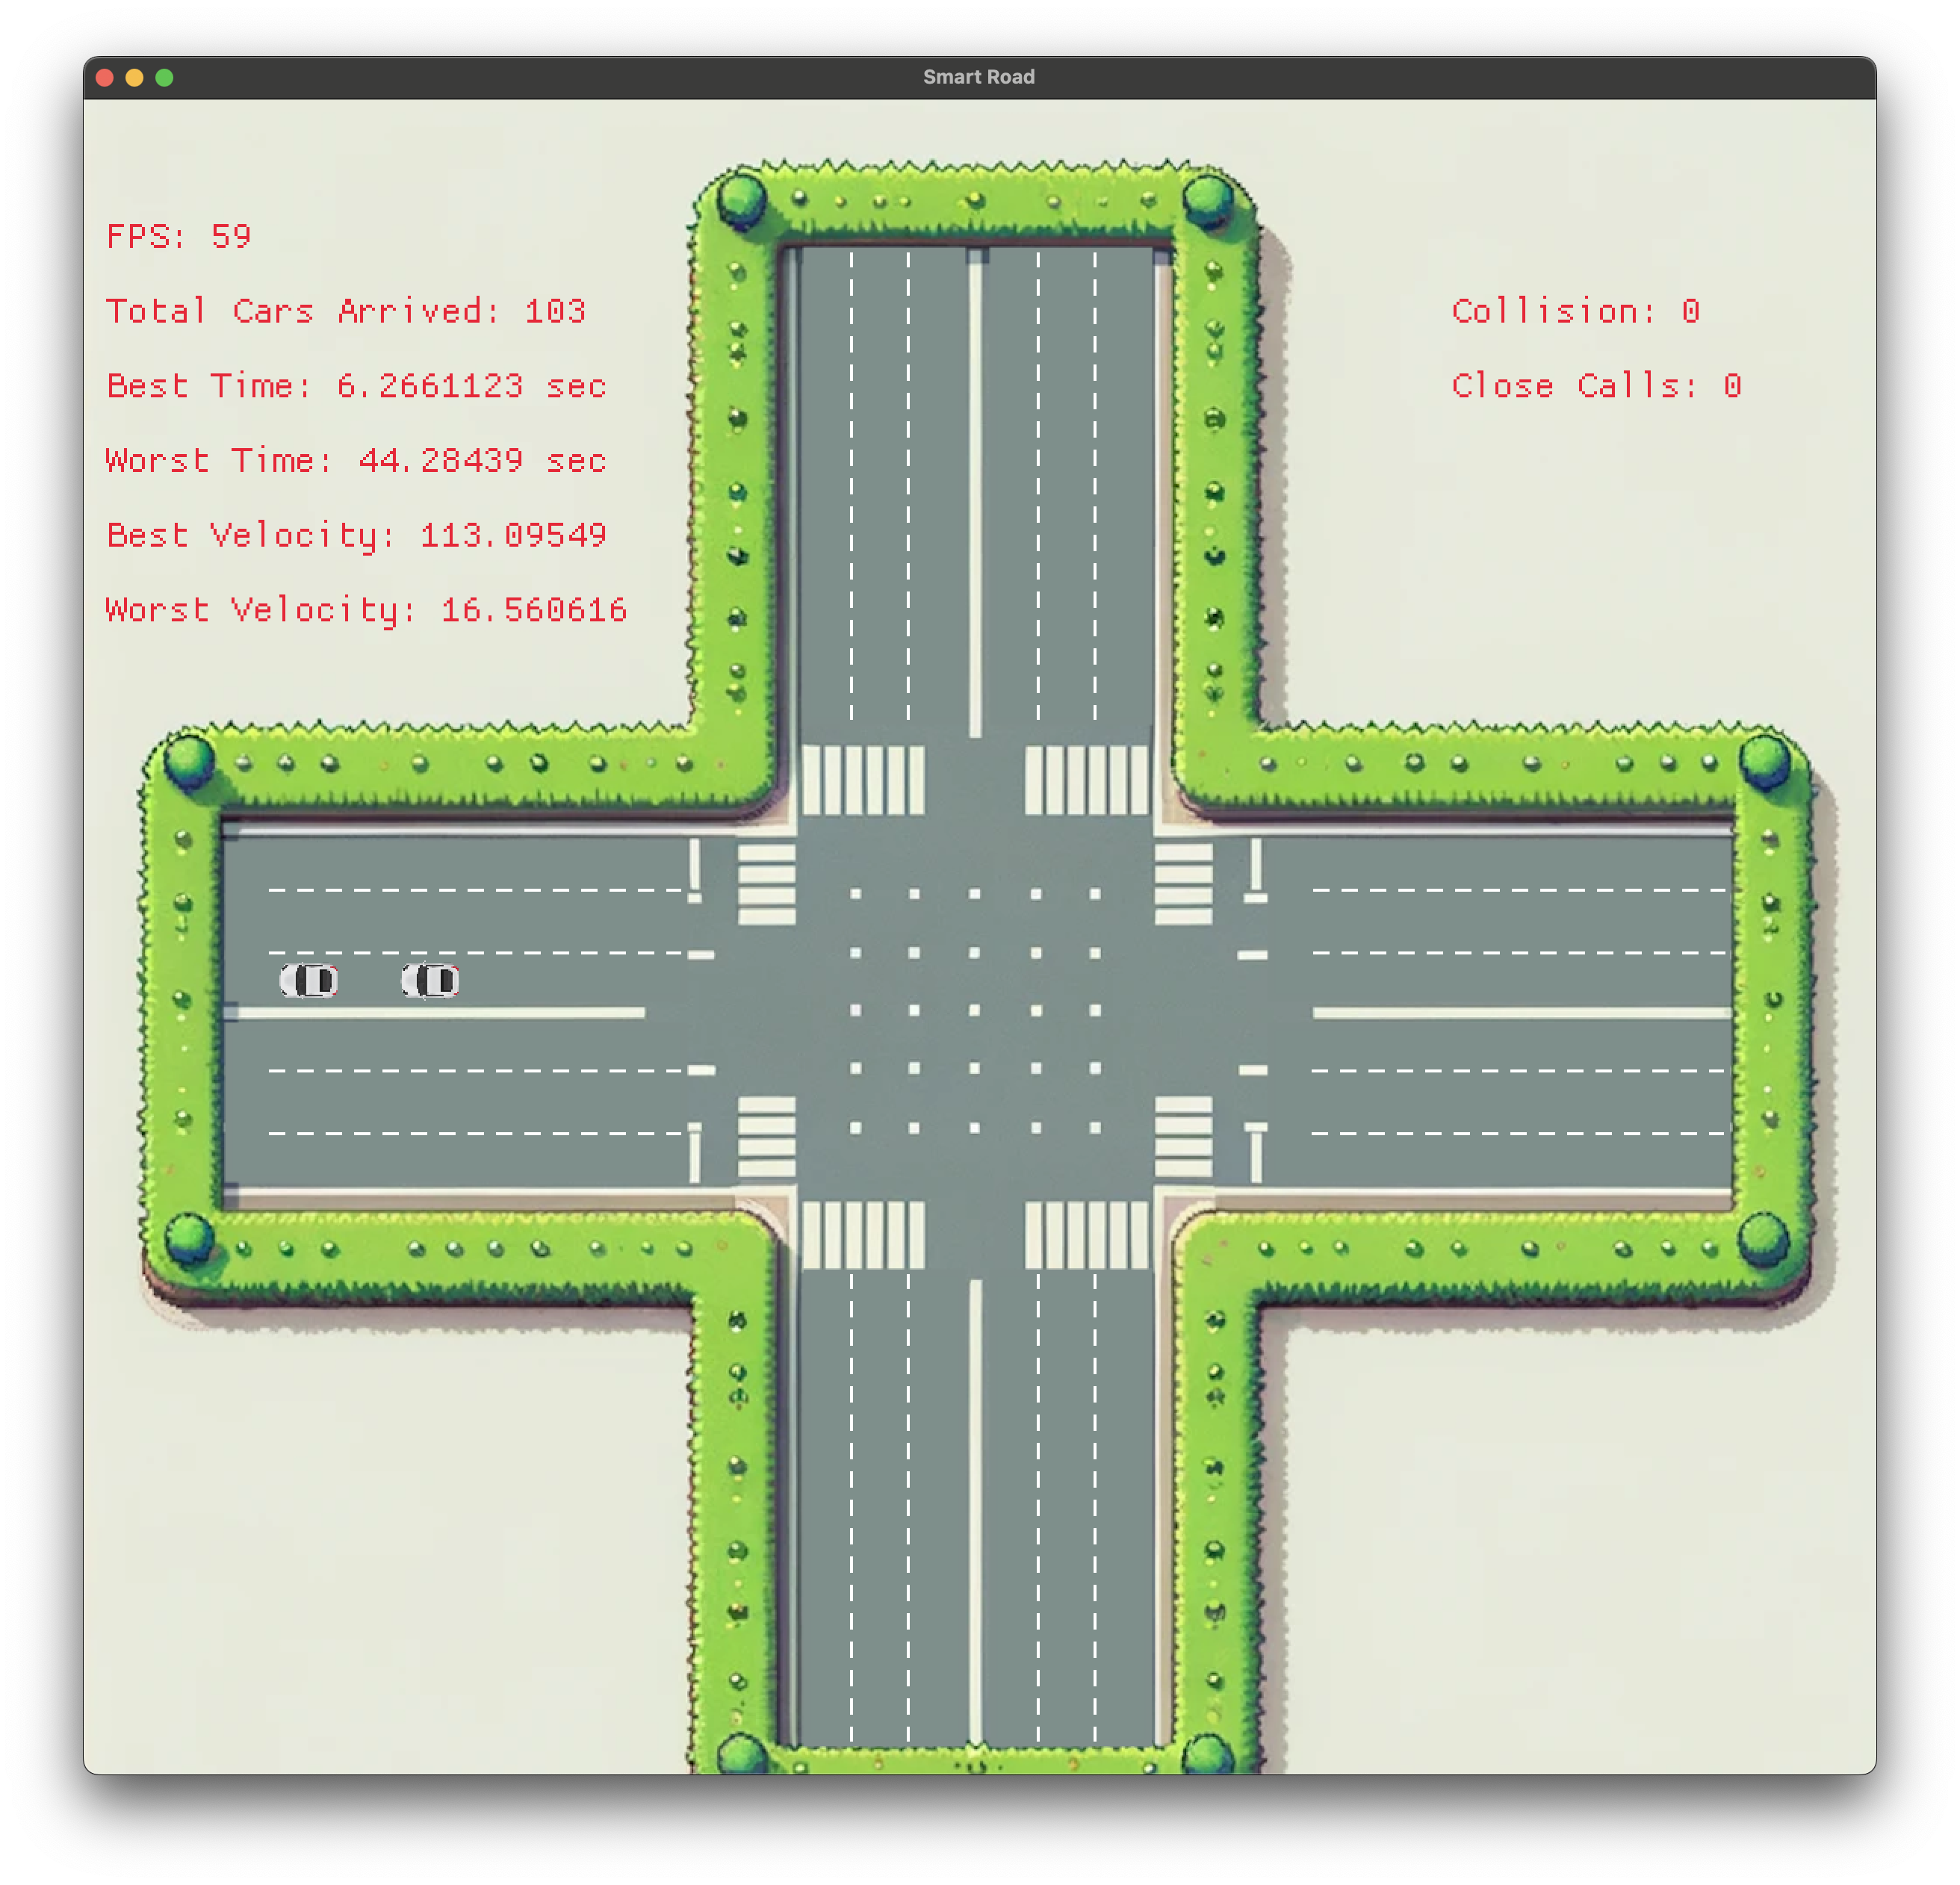 Smart Road
FPS: 59
Total Cars Arrived: 103
Best Time: 6.2661123 sec
Worst Time: 44.28439 sec
Best Velocity: 113.09549
Worst Velocity: 16.560616
Collision: 0
Close Calls: 0